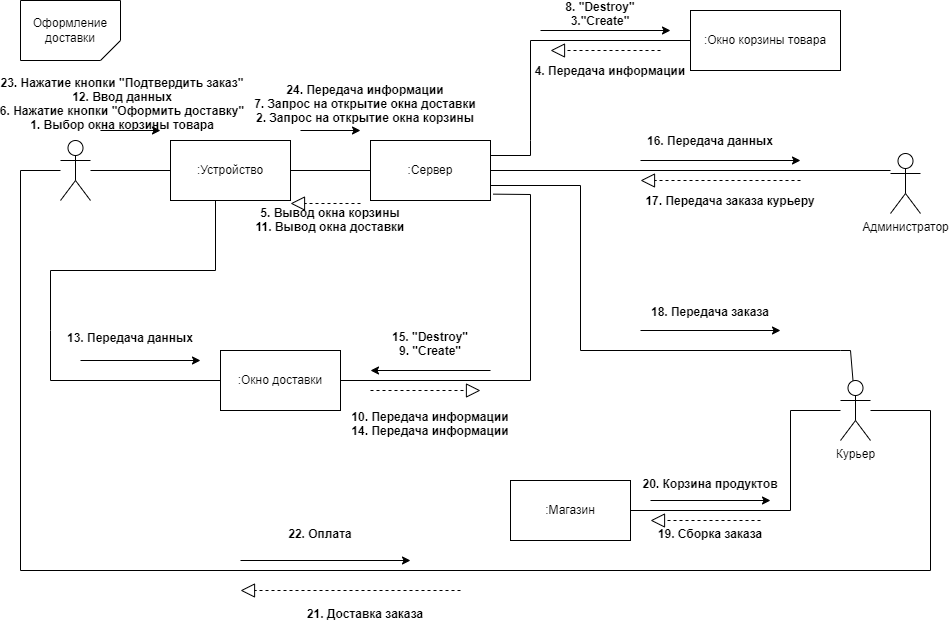 Оформление
доставки
8. "Destroy"
3."Create"
:Окно корзины товара
4. Передача информации
23. Нажатие кнопки "Подтвердить заказ"
12. Ввод данных
6. Нажатие кнопки "Оформить доставку"
1. Выбор окна корзины товара
24. Передача информации
7. Запрос на открытие окна доставки
2. Запрос на открытие окна корзины
:Устройство
:Сервер
16. Передача данных
17. Передача заказа курьеру
Администратор
5. Вывод окна корзины
11. Вывод окна доставки
18. Передача заказа
13. Передача данных
15. "Destroy"
9. "Create"
:Окно доставки
10. Передача информации
14. Передача информации
Курьер
20. Корзина продуктов
:Магазин
19. Сборка заказа
22. Оплата
21. Доставка заказа